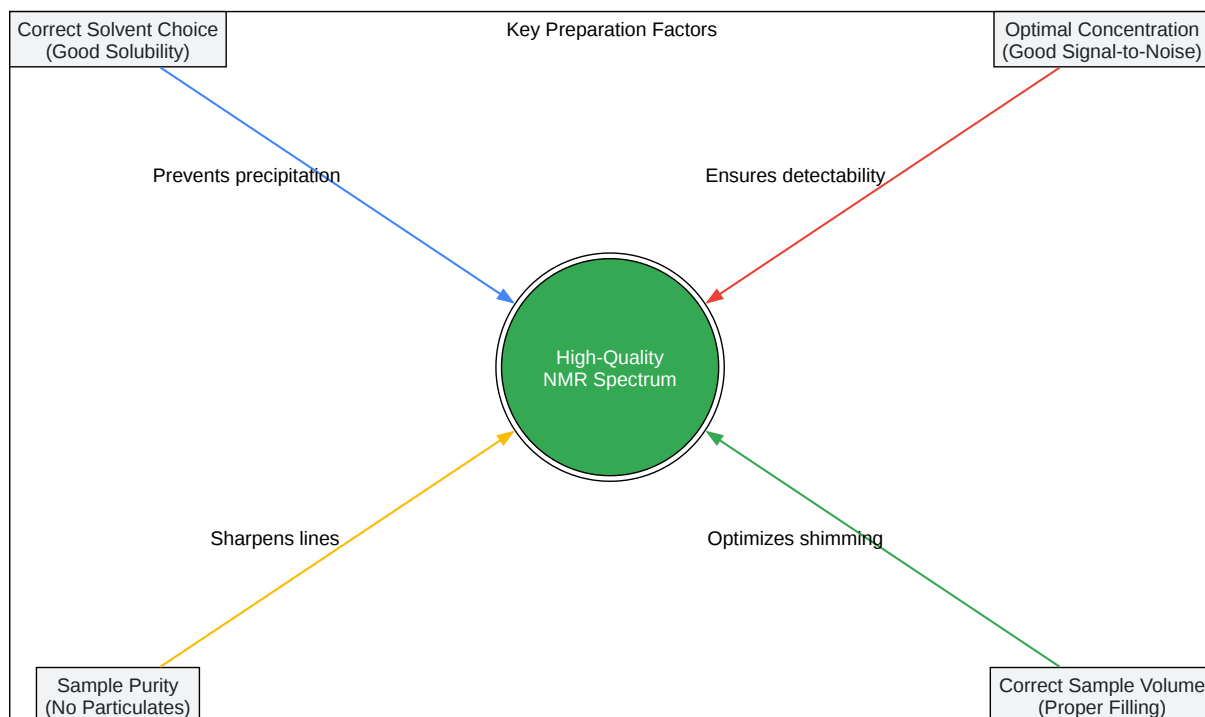 Correct Solvent Choice
(Good Solubility)
Key Preparation Factors
Optimal Concentration
(Good Signal-to-Noise)
Prevents precipitation
Ensures detectability
High-Quality
NMR Spectrum
Sharpens lines
Optimizes shimming
Sample Purity
(No Particulates)
Correct Sample Volume
(Proper Filling)